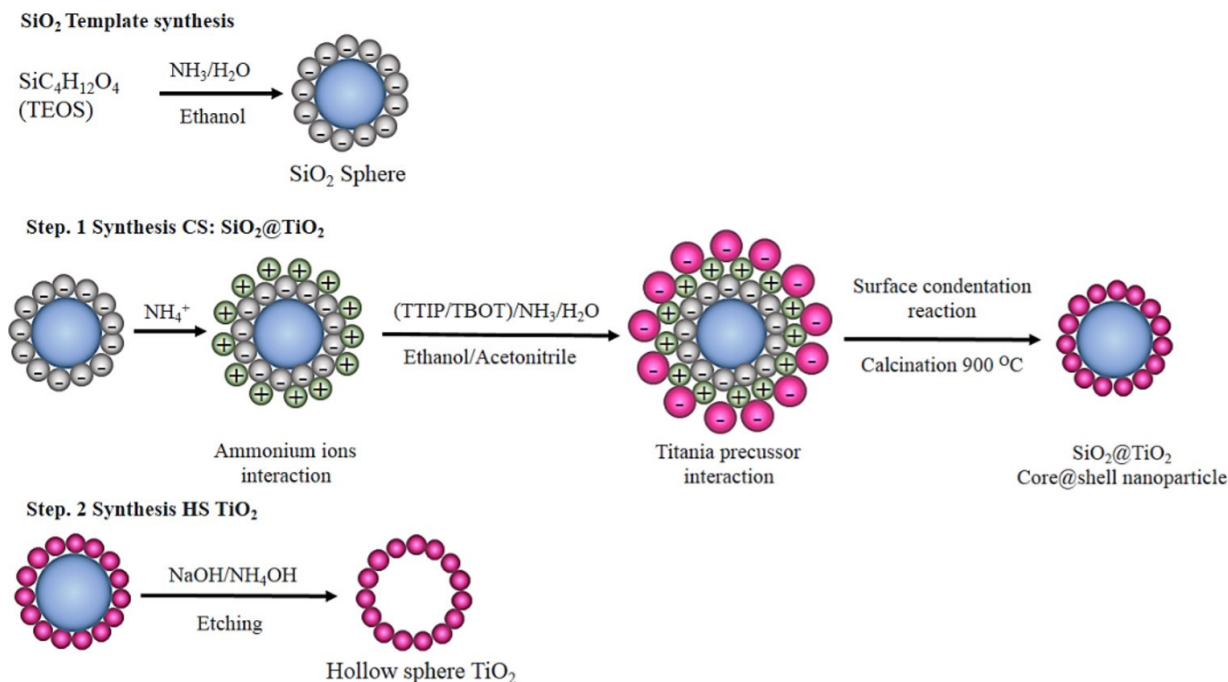 SiO₂ Template synthesis
SiC₄H₁₂O₄
(TEOS)
NH₃/H₂O
Ethanol
SiO₂ Sphere
Step. 1 Synthesis CS: SiO₂@TiO₂
NH₄⁺
Ammonium ions
interaction
(TTIP/TBOT)/NH₃/H₂O
Ethanol/Acetonitrile
Titania precussor
interaction
Surface condentation
reaction
Calcination 900 ᴼC
SiO₂@TiO₂
Core@shell nanoparticle
Step. 2 Synthesis HS TiO₂
NaOH/NH₄OH
Etching
Hollow sphere TiO₂